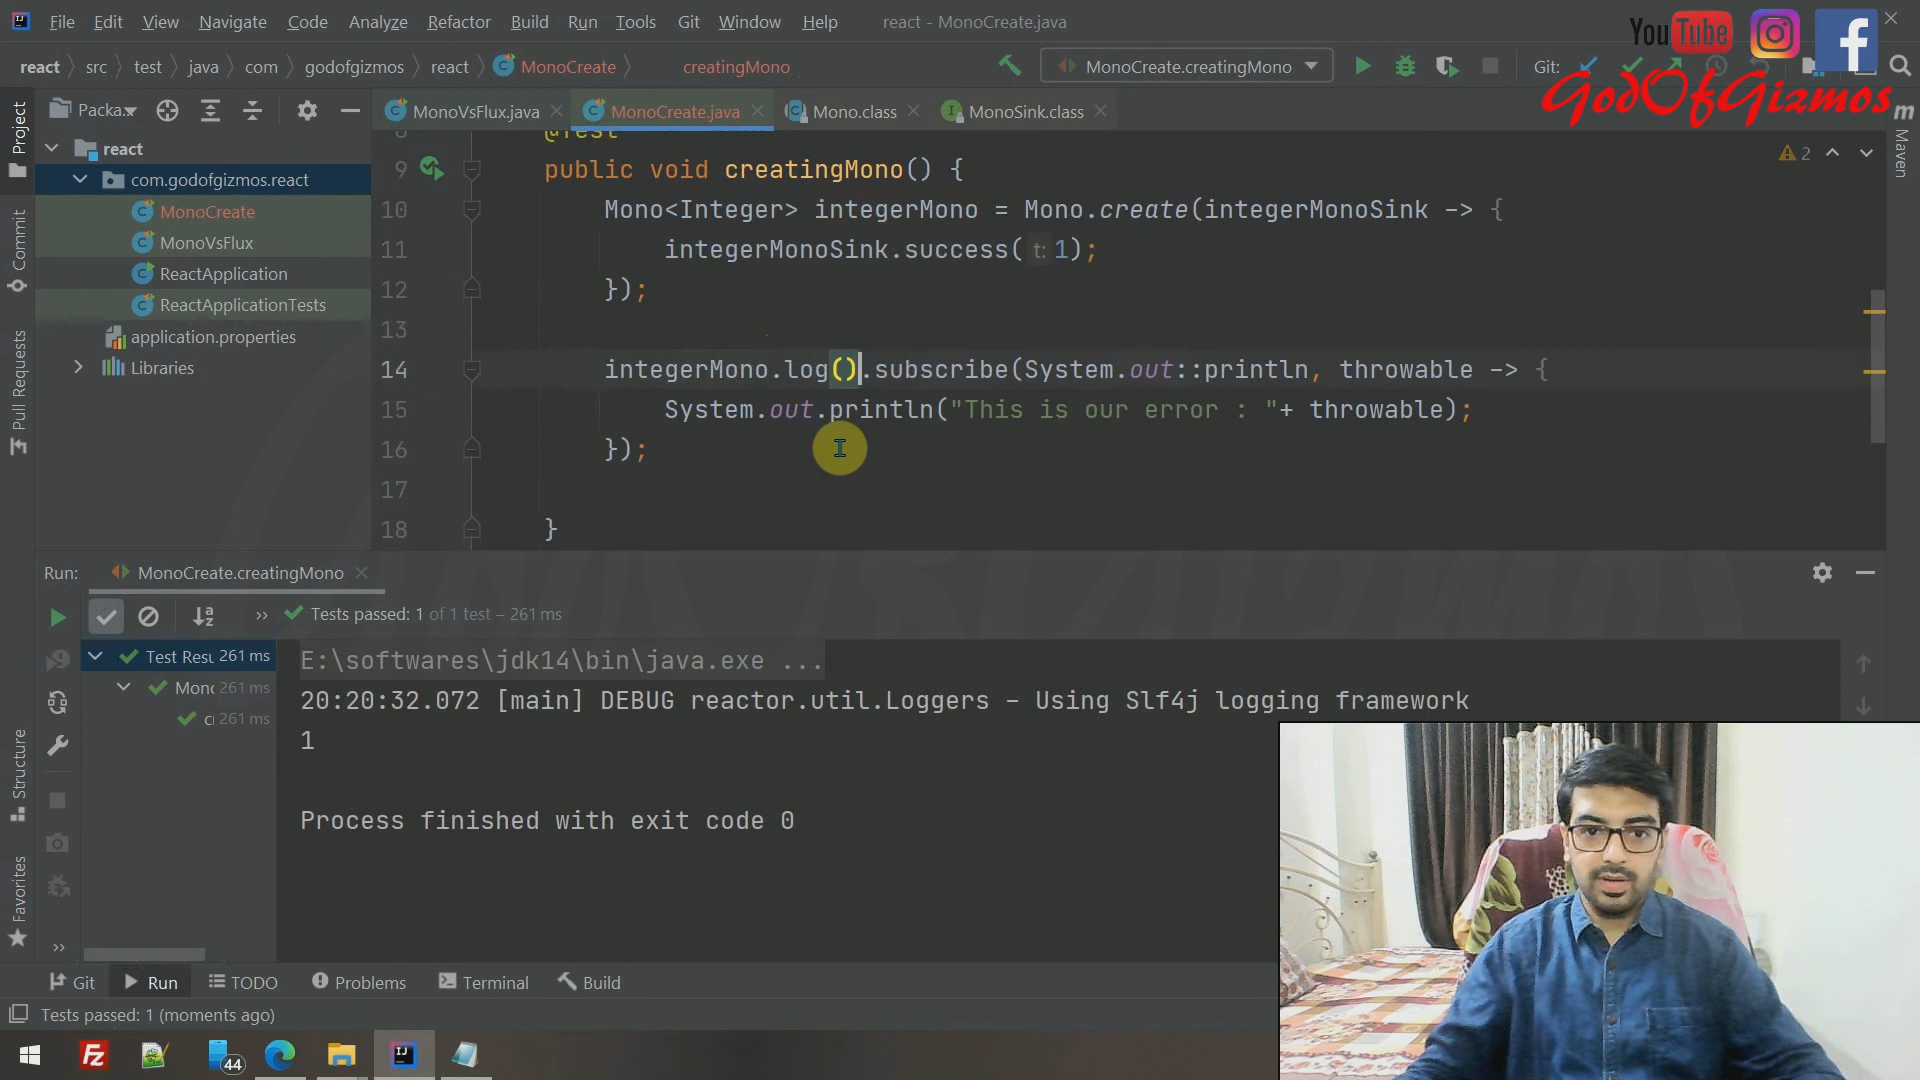 File Edit View Navigate Code Analyze Refactor Build Run Tools Git Window Help react - MonoCreate.java
YouTube
react src test java com godofgizmos react MonoCreate creatingMono MonoCreate.creatingMono Git:
GodOfGizmos
Packa... MonoVsFlux.java MonoCreate.java Mono.class MonoSink.class
Project
Commit
Pull Requests
Structure
Favorites
Maven
react
com.godofgizmos.react
MonoCreate
MonoVsFlux
ReactApplication
ReactApplicationTests
application.properties
Libraries
2
@Test
9 public void creatingMono() {
10 Mono<Integer> integerMono = Mono.create(integerMonoSink -> {
11 integerMonoSink.success( t: 1);
12 });
13
14 integerMono.log().subscribe(System.out::println, throwable -> {
15 System.out.println("This is our error : "+ throwable);
16 });
17
18 }
Run: MonoCreate.creatingMono
Tests passed: 1 of 1 test – 261 ms
Test Resu 261 ms
Mono 261 ms
261 ms
E:\softwares\jdk14\bin\java.exe ...
20:20:32.072 [main] DEBUG reactor.util.Loggers - Using Slf4j logging framework
1
Process finished with exit code 0
Git Run TODO Problems Terminal Build
Tests passed: 1 (moments ago)
44